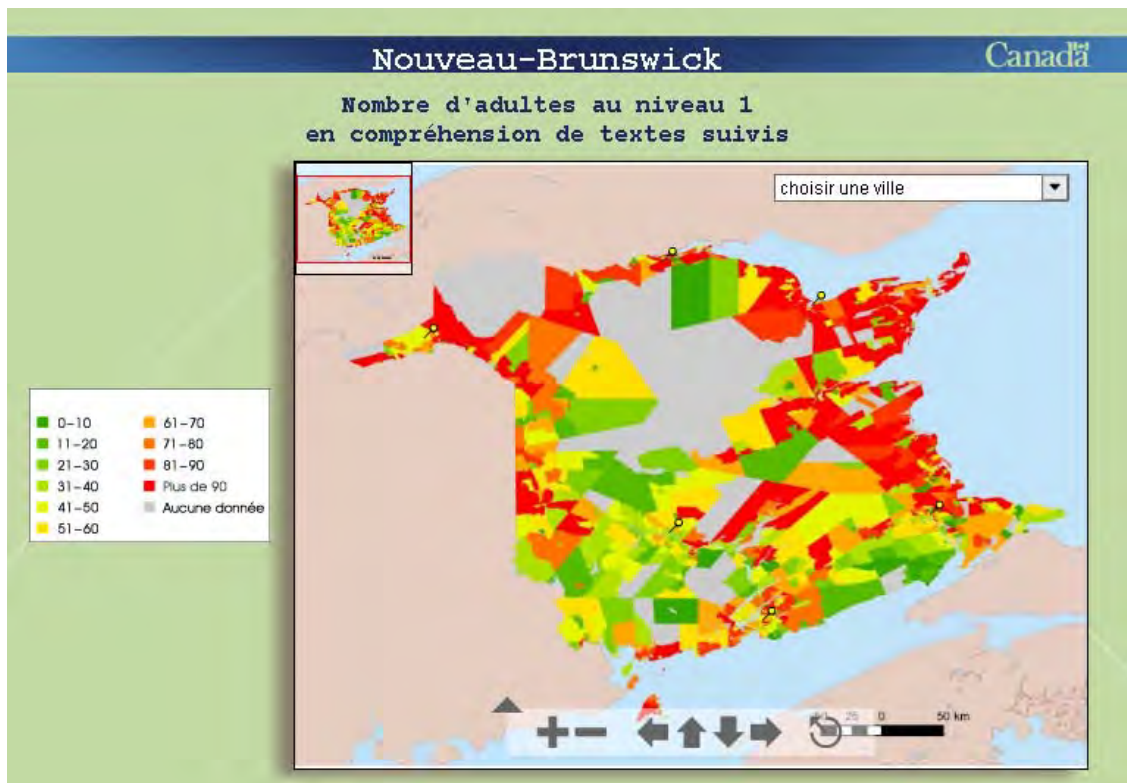 Nouveau-Brunswick
Canada
Nombre d'adultes au niveau 1
en compréhension de textes suivis
choisir une ville
0-10
11-20
21-30
31-40
41-50
51-60
61-70
71-80
81-90
Plus de 90
Aucune donnée
25 0 50 km